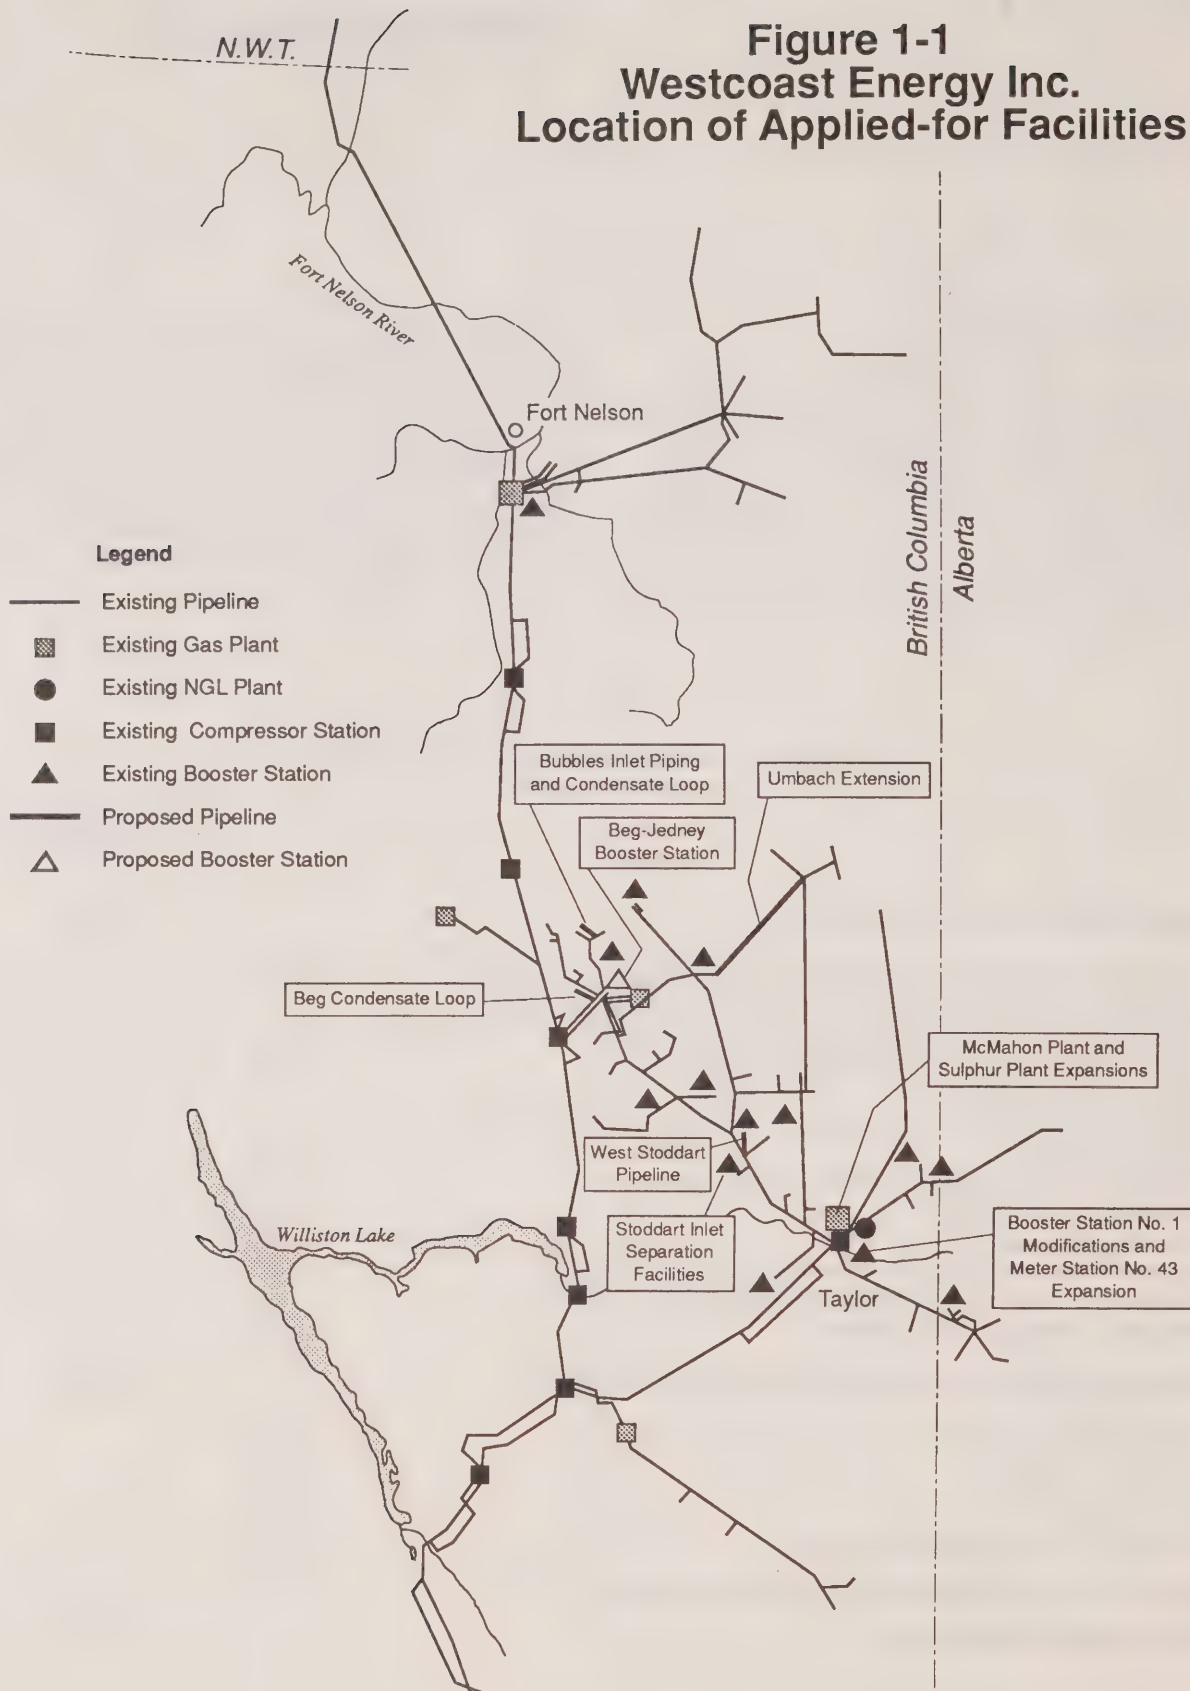 Figure 1-1
Westcoast Energy Inc.
Location of Applied-for Facilities
N.W.T.
Fort Nelson River
Fort Nelson
British Columbia
Alberta
Legend
Existing Pipeline
Existing Gas Plant
Existing NGL Plant
Existing Compressor Station
Existing Booster Station
Proposed Pipeline
Proposed Booster Station
Bubbles Inlet Piping
and Condensate Loop
Umbach Extension
Beg-Jedney
Booster Station
Beg Condensate Loop
McMahon Plant and
Sulphur Plant Expansions
West Stoddart
Pipeline
Williston Lake
Stoddart Inlet
Separation
Facilities
Booster Station No. 1
Modifications and
Meter Station No. 43
Expansion
Taylor